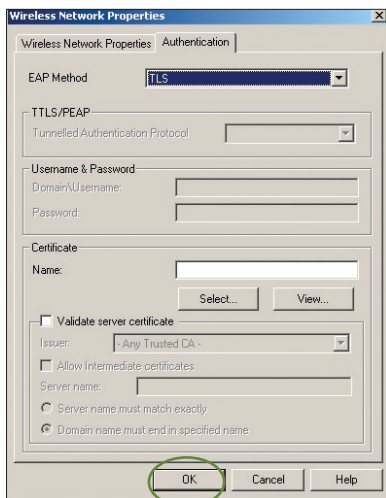 Wireless Network Properties
Wireless Network Properties Authentication
EAP Method TLS
TTLS/PEAP
Tunnelled Authentication Protocol
Username & Password
Domain\Username:
Password:
Certificate
Name:
Select... View...
Validate server certificate
Issuer: - Any Trusted CA -
Allow Intermediate certificates
Server name:
Server name must match exactly
Domain name must end in specified name
OK Cancel Help